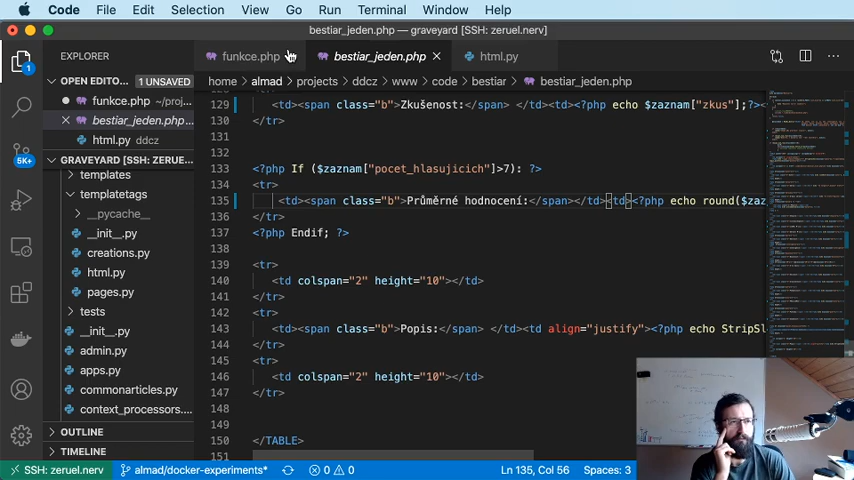 Code File Edit Selection View Go Run Terminal Window Help
bestiar_jeden.php — graveyard [SSH: zeruel.nerv]
EXPLORER
funkce.php bestiar_jeden.php html.py
OPEN EDITO... 1 UNSAVED
home almad projects ddcz www code bestiar bestiar_jeden.php
funkce.php ~/proj...
bestiar_jeden.php...
html.py ddcz
GRAVEYARD [SSH: ZERUEL....
templates
templatetags
__pycache__
__init__.py
creations.py
html.py
pages.py
tests
__init__.py
admin.py
apps.py
commonarticles.py
context_processors....
OUTLINE
TIMELINE
1
5K+
129 <td><span class="b">Zkušenost:</span> </td><td><?php echo $zaznam["zkus"];?><
130 </tr>
131
132
133 <?php If ($zaznam["pocet_hlasujicich"]>7): ?>
134 <tr>
135 <td><span class="b">Průměrné hodnocení:</span></td><td><?php echo round($zaz
136 </tr>
137 <?php Endif; ?>
138
139 <tr>
140 <td colspan="2" height="10"></td>
141 </tr>
142 <tr>
143 <td><span class="b">Popis:</span> </td><td align="justify"><?php echo StripSl
144 </tr>
145 <tr>
146 <td colspan="2" height="10"></td>
147 </tr>
148
149
150 </TABLE>
151
SSH: zeruel.nerv almad/docker-experiments* 0 0 Ln 135, Col 56 Spaces: 3